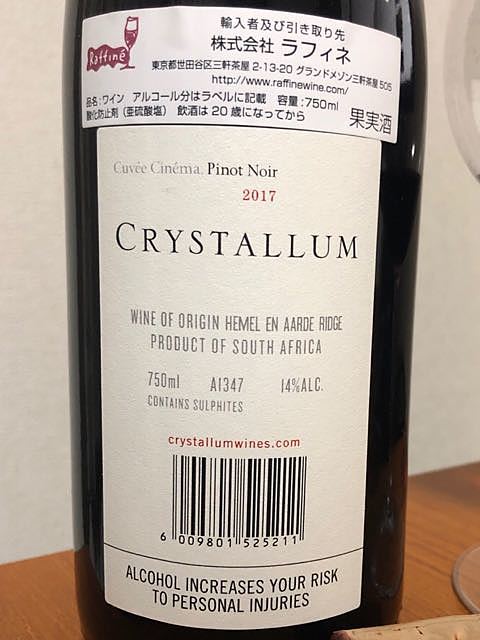 Raffiné
輸入者及び引き取り先
株式会社 ラフィネ
東京都世田谷区三軒茶屋 2-13-20 グランドメゾン三軒茶屋 505
http://www.raffinewine.com/
品名:ワイン アルコール分はラベルに記載 容量:750ml
酸化防止剤(亜硫酸塩) 飲酒は20歳になってから
果実酒
Cuvée Cinéma. Pinot Noir
2017
CRYSTALLUM
WINE OF ORIGIN HEMEL EN AARDE RIDGE
PRODUCT OF SOUTH AFRICA
750ml A1347 14%ALC.
CONTAINS SULPHITES
crystallumwines.com
6 009801 525211
ALCOHOL INCREASES YOUR RISK
TO PERSONAL INJURIES